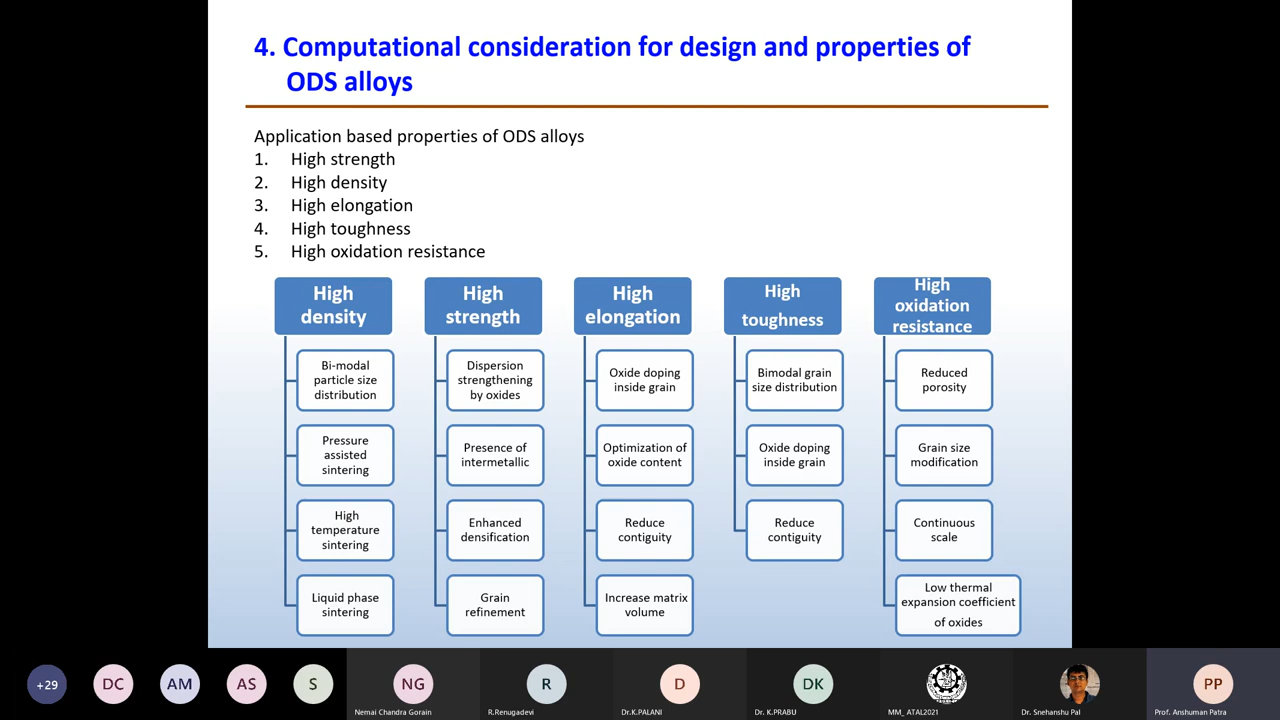 4. Computational consideration for design and properties of
ODS alloys
Application based properties of ODS alloys
1. High strength
2. High density
3. High elongation
4. High toughness
5. High oxidation resistance
High
density
Bi-modal
particle size
distribution
Pressure
assisted
sintering
High
temperature
sintering
Liquid phase
sintering
High
strength
Dispersion
strengthening
by oxides
Presence of
intermetallic
Enhanced
densification
Grain
refinement
High
elongation
Oxide doping
inside grain
Optimization of
oxide content
Reduce
contiguity
Increase matrix
volume
High
toughness
Bimodal grain
size distribution
Oxide doping
inside grain
Reduce
contiguity
High
oxidation
resistance
Reduced
porosity
Grain size
modification
Continuous
scale
Low thermal
expansion coefficient
of oxides
+29
DC
AM
AS
S
NG
Nemai Chandra Gorain
R
R.Renugadevi
D
Dr.K.PALANI
DK
Dr. K.PRABU
MM_ ATAL2021
Dr. Snehanshu Pal
PP
Prof. Anshuman Patra